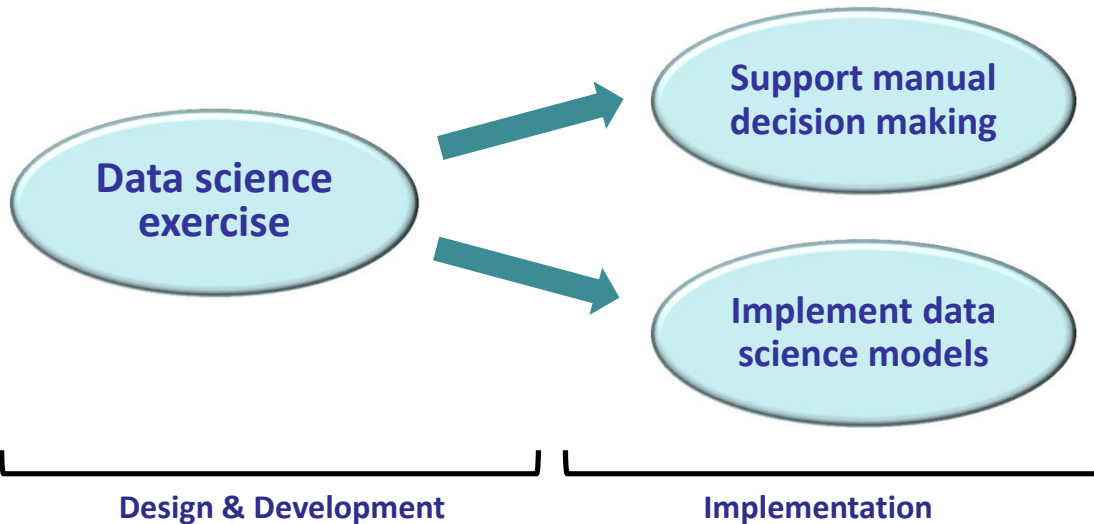 Data science
exercise
Support manual
decision making
Implement data
science models
Design & Development
Implementation